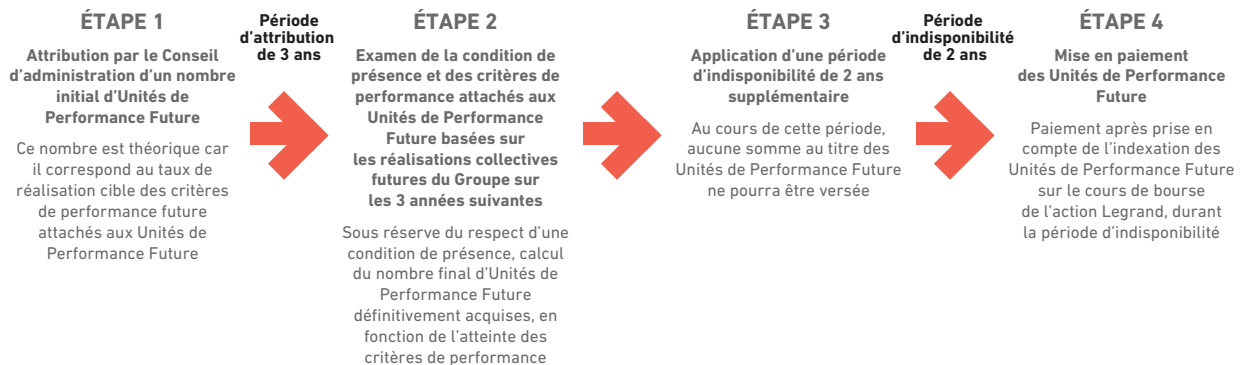 ÉTAPE 1
Attribution par le Conseil
d’administration d’un nombre
initial d’Unités de
Performance Future
Ce nombre est théorique car
il correspond au taux de
réalisation cible des critères
de performance future
attachés aux Unités de
Performance Future
Période
d’attribution
de 3 ans
ÉTAPE 2
Examen de la condition de
présence et des critères de
performance attachés aux
Unités de Performance
Future basées sur
les réalisations collectives
futures du Groupe sur
les 3 années suivantes
Sous réserve du respect d’une
condition de présence, calcul
du nombre final d’Unités de
Performance Future
définitivement acquises, en
fonction de l’atteinte des
critères de performance
ÉTAPE 3
Application d’une période
d’indisponibilité de 2 ans
supplémentaire
Au cours de cette période,
aucune somme au titre des
Unités de Performance Future
ne pourra être versée
Période
d’indisponibilité
de 2 ans
ÉTAPE 4
Mise en paiement
des Unités de Performance
Future
Paiement après prise en
compte de l’indexation des
Unités de Performance Future
sur le cours de bourse
de l’action Legrand, durant
la période d’indisponibilité